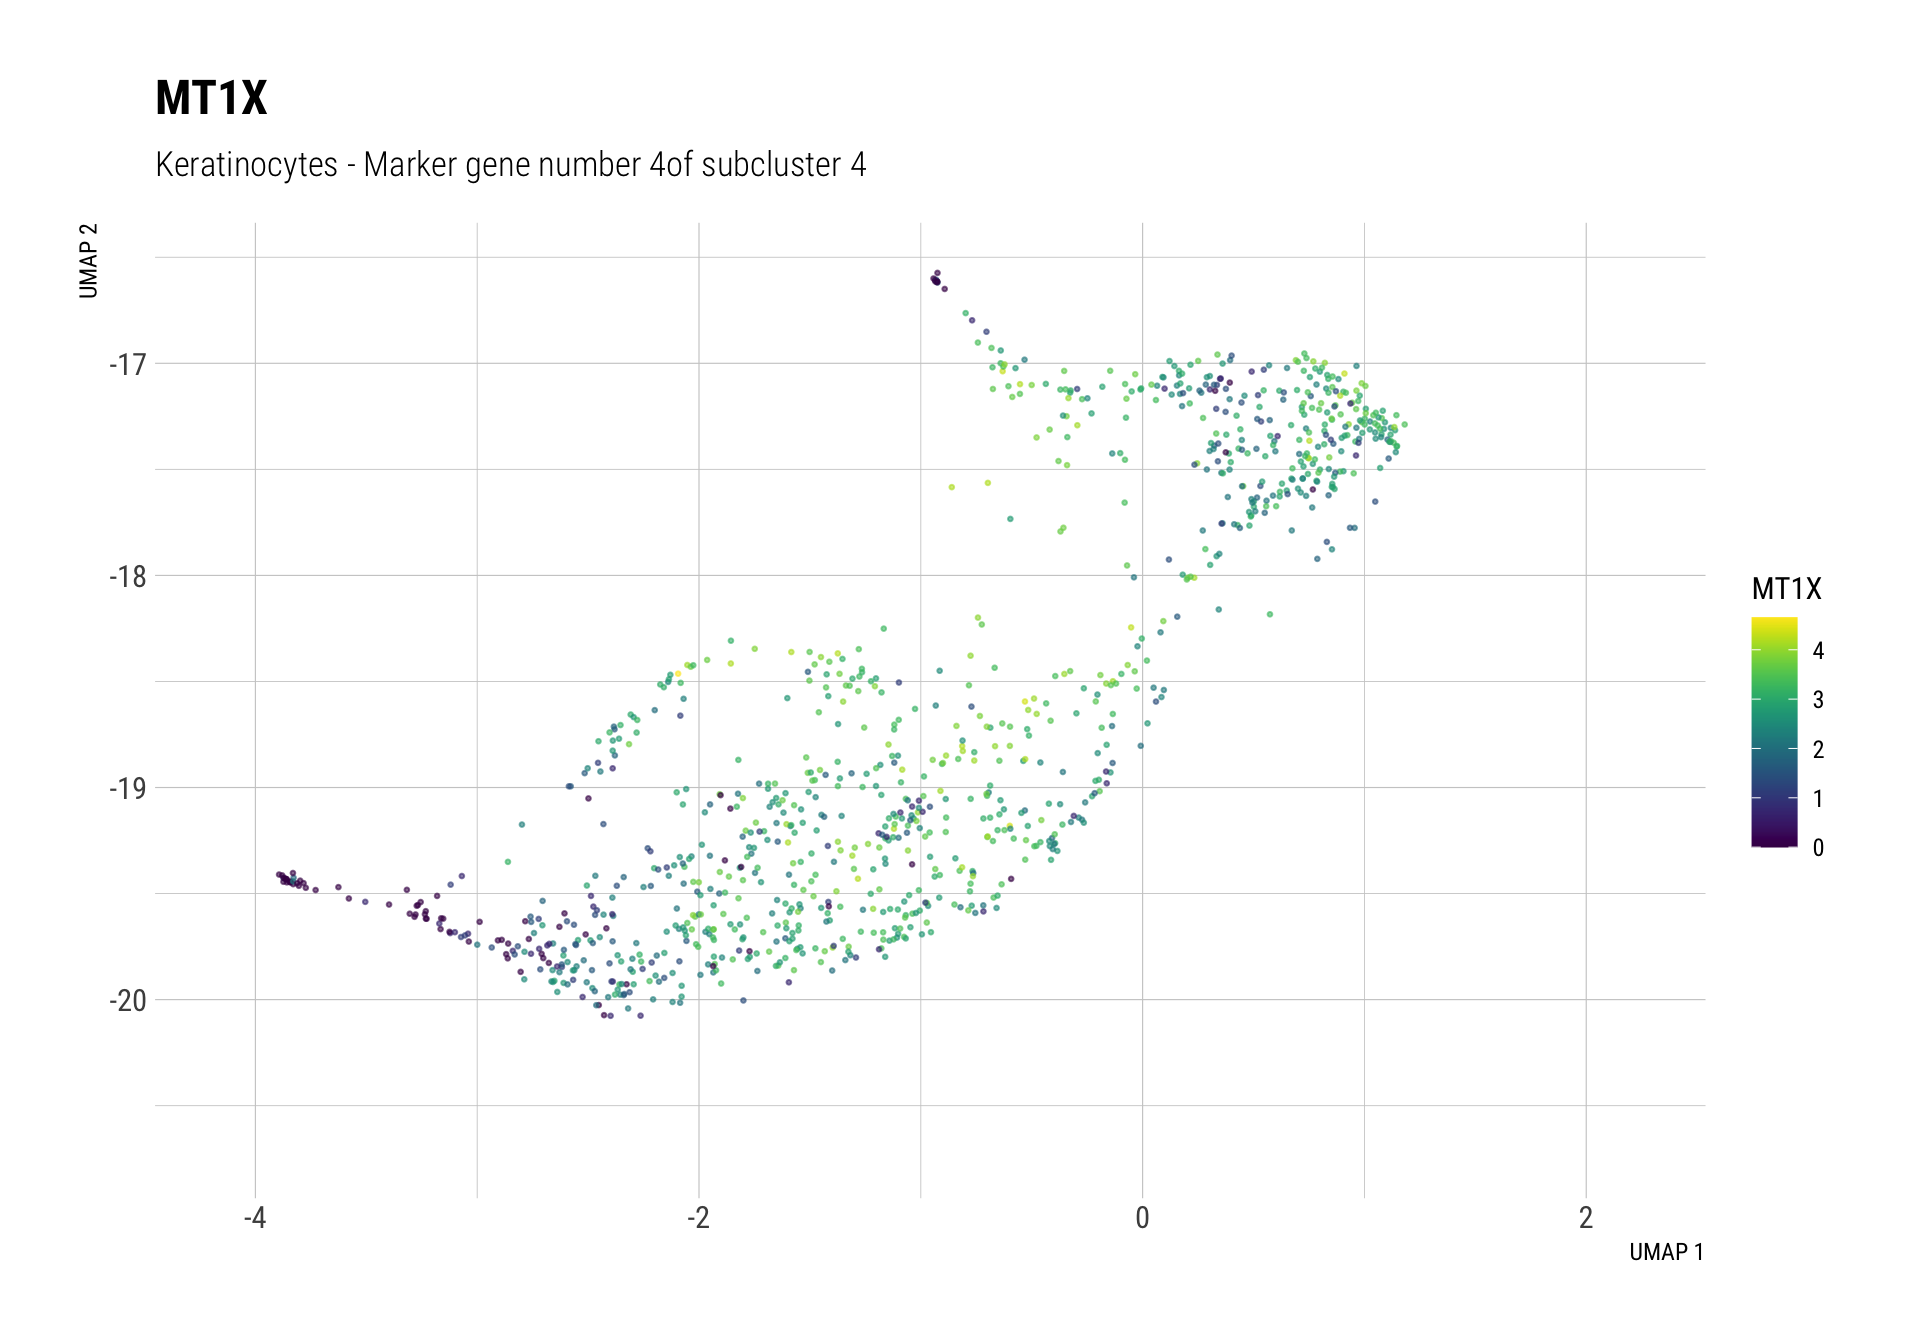 MT1X
Keratinocytes - Marker gene number 4of subcluster 4
UMAP 2
-17
-18
-19
-20
-4
-2
0
2
UMAP 1
MT1X
4
3
2
1
0